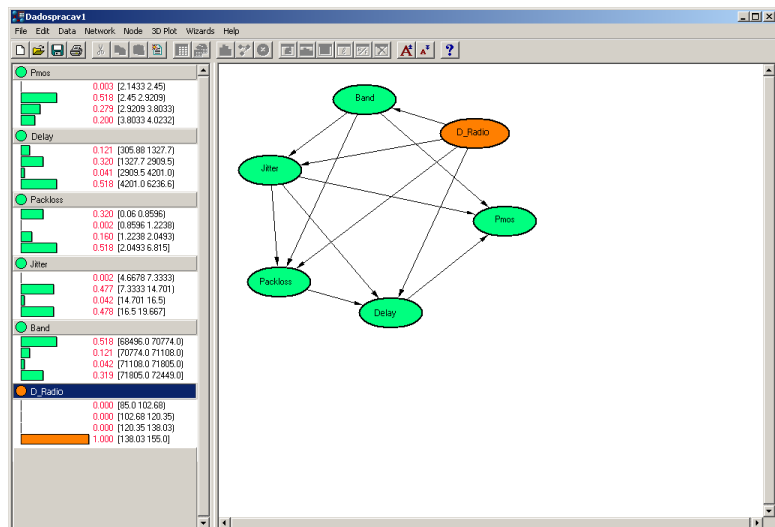 Dadospracav1
File Edit Data Network Node 3D Plot Wizards Help
Pmos
0.003 [2.1433 2.45)
0.518 [2.45 2.9209)
0.279 [2.9209 3.8033)
0.200 [3.8033 4.0232)
Delay
0.121 [305.88 1327.7)
0.320 [1327.7 2909.5)
0.041 [2909.5 4201.0)
0.518 [4201.0 6236.6)
Packloss
0.320 [0.06 0.8596)
0.002 [0.8596 1.2238)
0.160 [1.2238 2.0493)
0.518 [2.0493 6.815]
Jitter
0.002 [4.6678 7.3333)
0.477 [7.3333 14.701)
0.042 [14.701 16.5)
0.478 [16.5 19.667]
Band
0.518 [68496.0 70774.0)
0.121 [70774.0 71108.0)
0.042 [71108.0 71805.0)
0.319 [71805.0 72449.0]
D_Radio
0.000 [85.0 102.68)
0.000 [102.68 120.35)
0.000 [120.35 138.03)
1.000 [138.03 155.0]
Band
D_Radio
Jitter
Pmos
Packloss
Delay